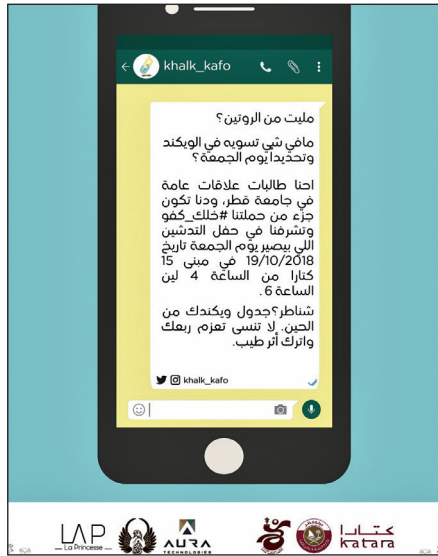 khalk_kafo
مليت من الروتين؟
مافي شي تسويه في الويكند
وتحديداً يوم الجمعة؟
احنا طالبات علاقات عامة
في جامعة قطر، ودنا تكون
جزء من حملتنا #خلك_كفو
وتشرفنا في حفل التدشين
اللي بيصير يوم الجمعة تاريخ
19/10/2018 في مبنى 15
كتارا من الساعة 4 لين
الساعة 6.
شناطر؟جدول ويكندك من
الحين. لا تنسى تعزم ربعك
واترك أثر طيب.
khalk_kafo
LAP
La Princesse
AURA
TECHNOLOGIES
كتارا
katara